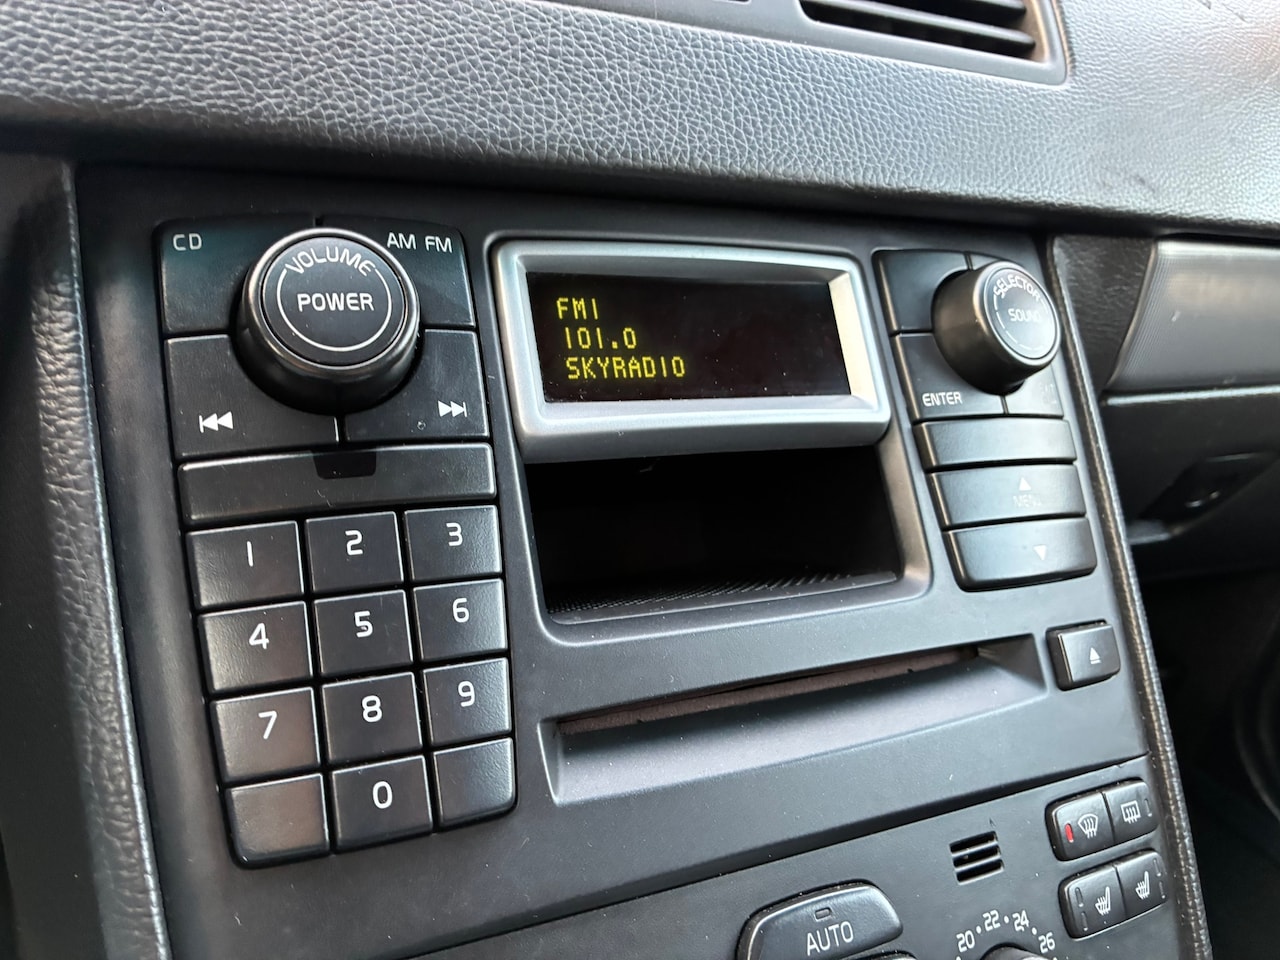 CD
AM FM
VOLUME
POWER
FM1
101.0
SKYRADIO
SELECTOR
SOUND
ENTER
MENU
1 2 3
4 5 6
7 8 9
0
AUTO
20 22 24 26